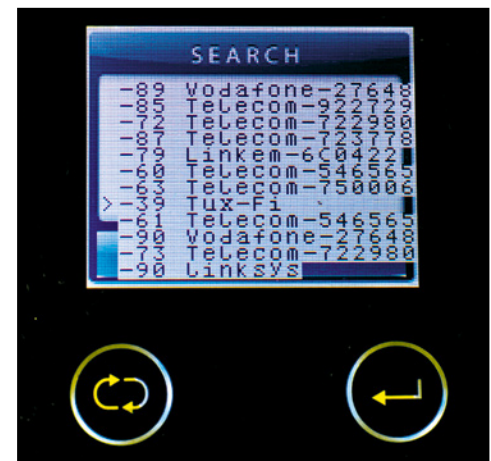 SEARCH
-89 Vodafone-27648
-85 Telecom-922729
-72 Telecom-722980
-87 Telecom-723778
-79 Linkem-6C0422
-60 Telecom-546565
-63 Telecom-750006
>-39 Tux-Fi
-61 Telecom-546565
-90 Vodafone-27648
-73 Telecom-722980
-90 linksys